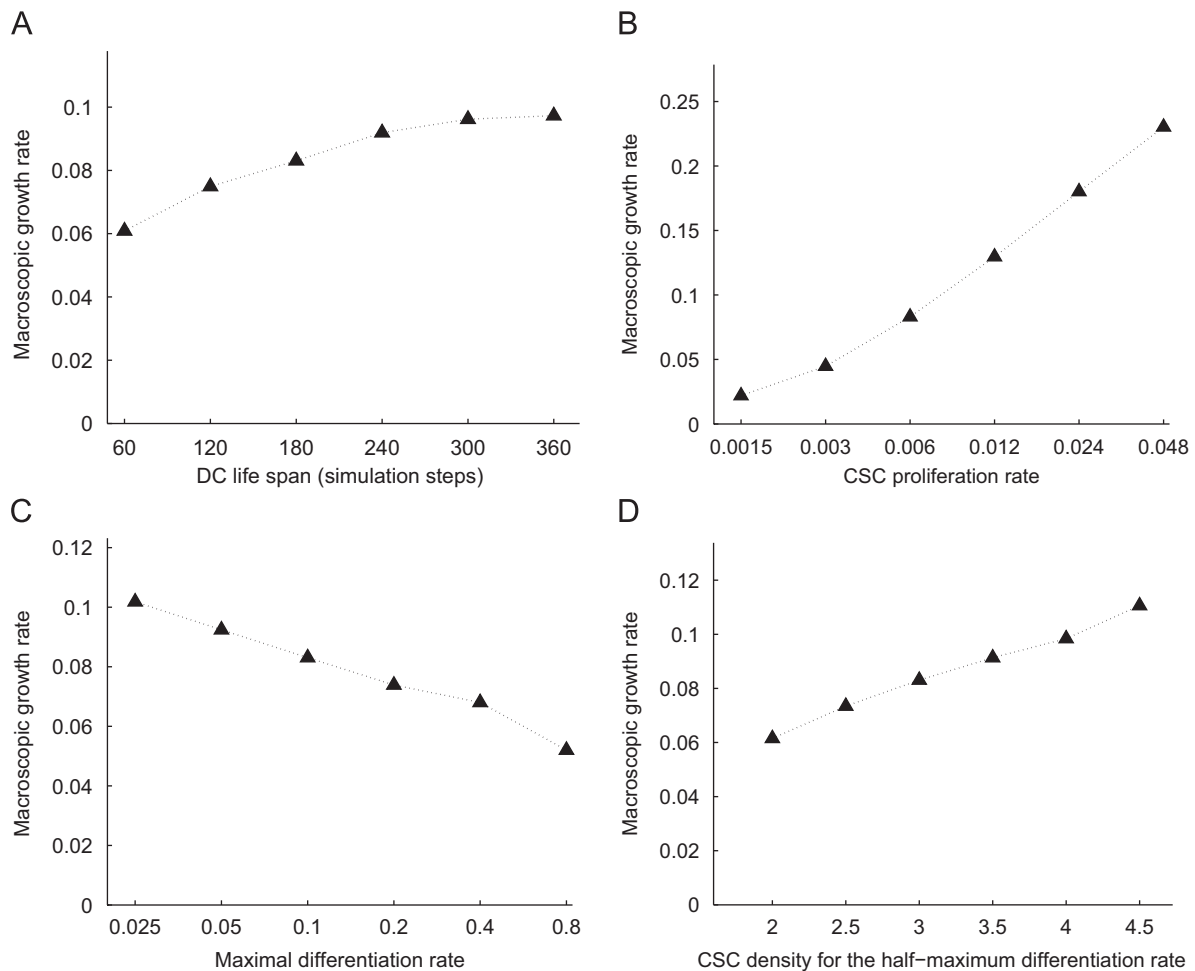 A
Macroscopic growth rate
0.1
0.08
0.06
0.04
0.02
0
60 120 180 240 300 360
DC life span (simulation steps)
B
Macroscopic growth rate
0.25
0.2
0.15
0.1
0.05
0
0.0015 0.003 0.006 0.012 0.024 0.048
CSC proliferation rate
C
Macroscopic growth rate
0.12
0.1
0.08
0.06
0.04
0.02
0
0.025 0.05 0.1 0.2 0.4 0.8
Maximal differentiation rate
D
Macroscopic growth rate
0.12
0.1
0.08
0.06
0.04
0.02
0
2 2.5 3 3.5 4 4.5
CSC density for the half−maximum differentiation rate